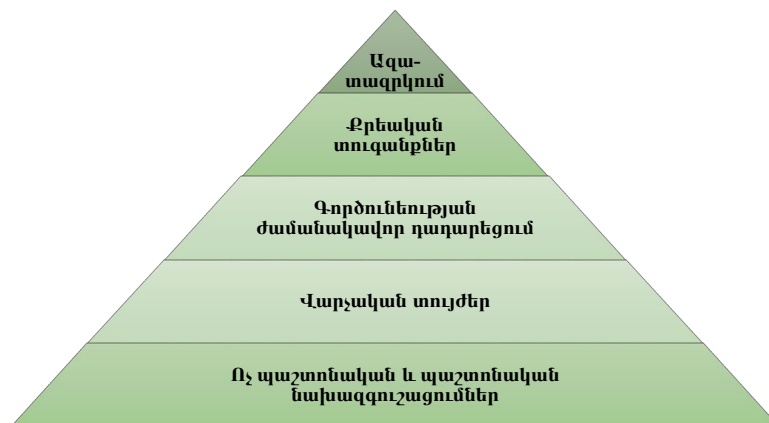 Ազա-
տազրկում
Քրեական
տուգանքներ
Գործունեության
ժամանակավոր դադարեցում
Վարչական տույժեր
Ոչ պաշտոնական և պաշտոնական
նախազգուշացումներ